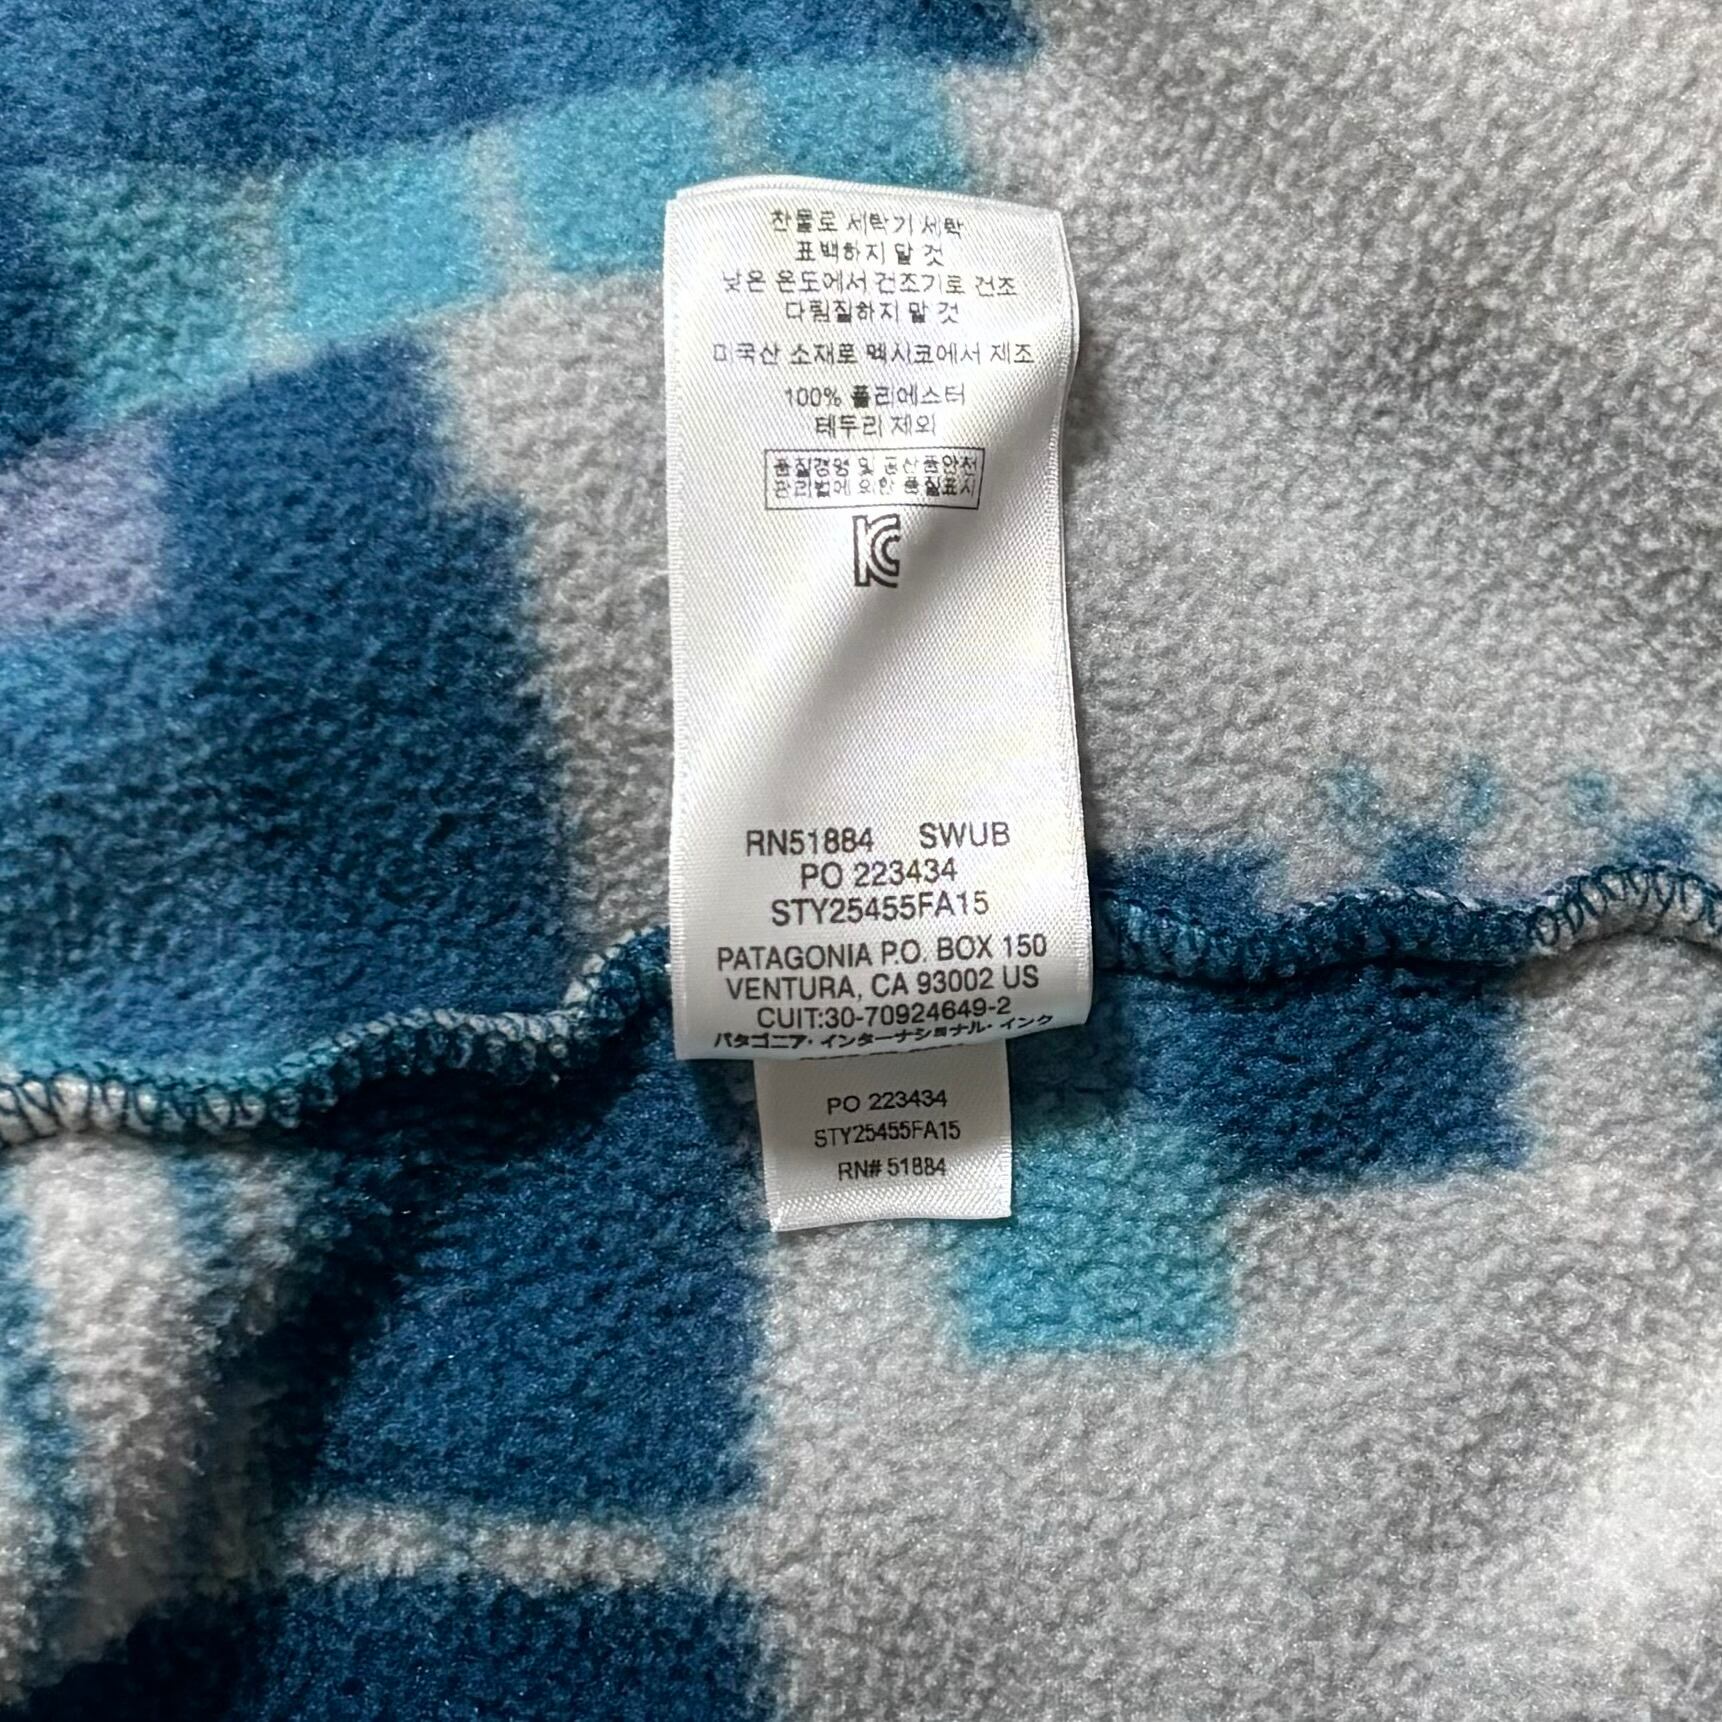 찬물로 세탁기 세탁
표백하지 말 것
낮은 온도에서 건조기로 건조
다림질하지 말 것
미국산 소재로 멕시코에서 제조
100% 폴리에스터
테두리 제외
품질경영 및 공산품안전
관리법에 의한 품질표시
KC
RN51884 SWUB
PO 223434
STY25455FA15
PATAGONIA P.O. BOX 150
VENTURA, CA 93002 US
CUIT:30-70924649-2
パタゴニア・インターナショナル・インク
PO 223434
STY25455FA15
RN# 51884